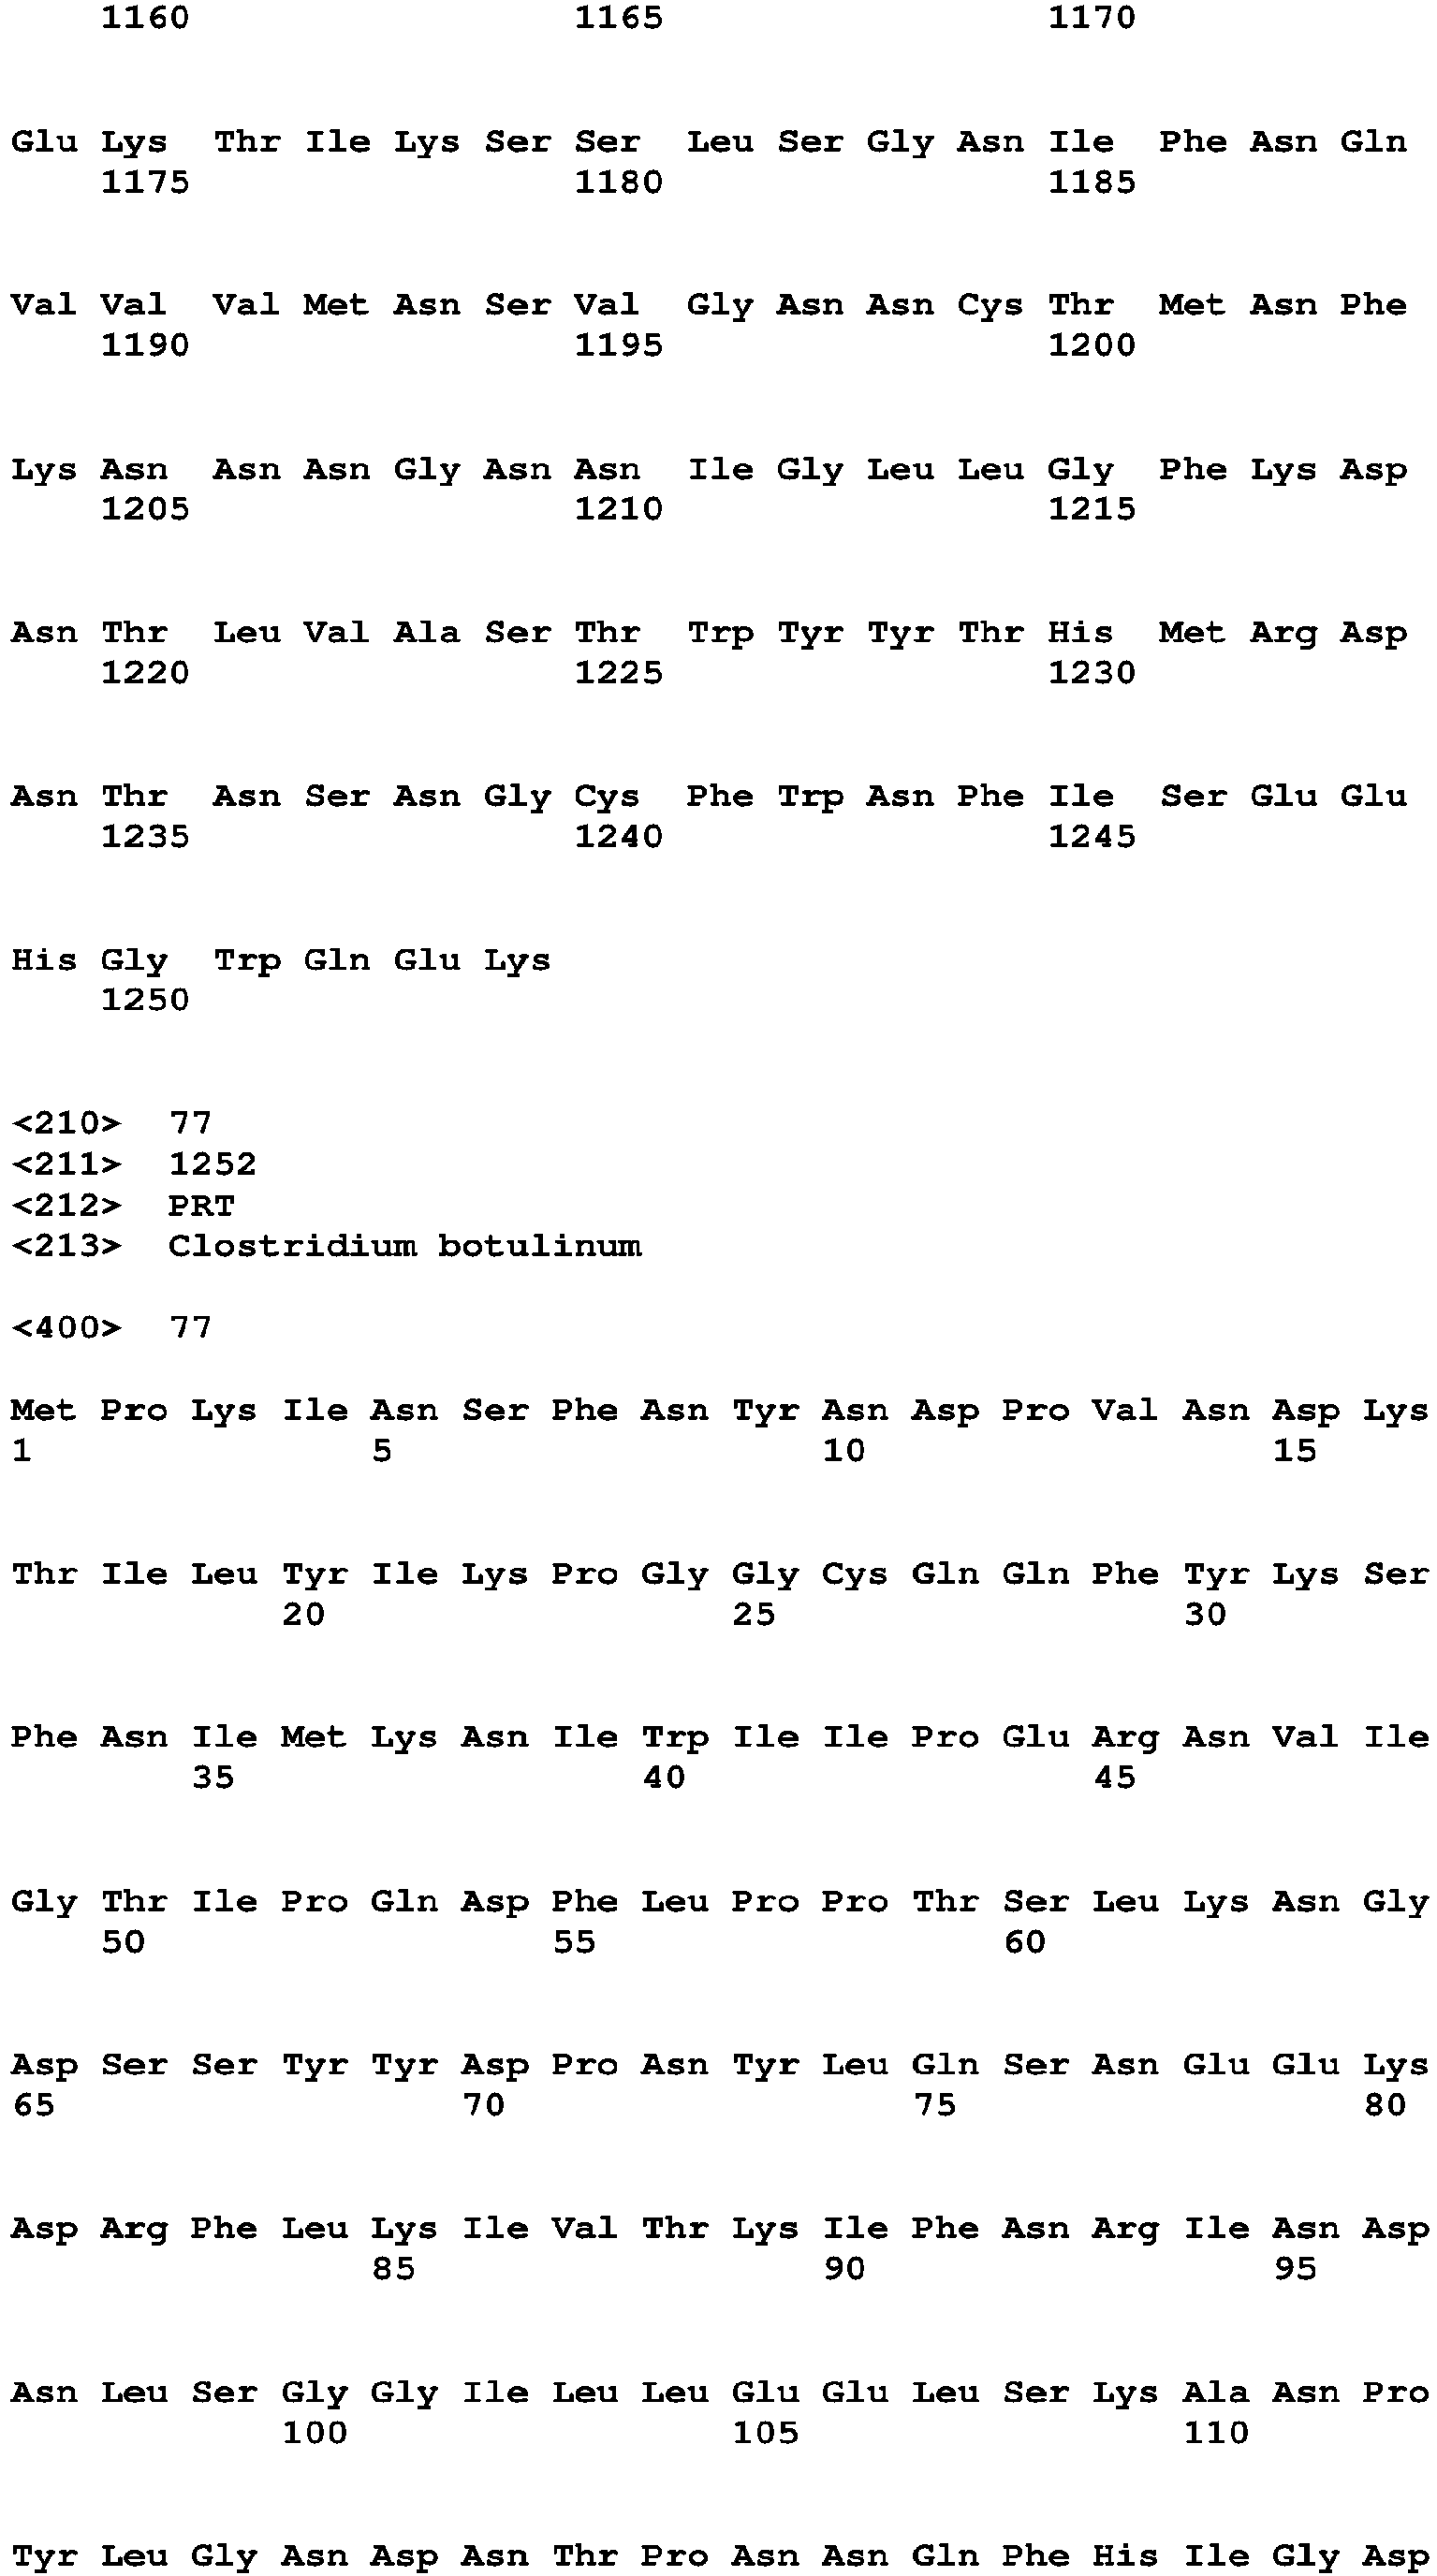 1160 1165 1170
Glu Lys Thr Ile Lys Ser Ser Leu Ser Gly Asn Ile Phe Asn Gln
1175 1180 1185
Val Val Val Met Asn Ser Val Gly Asn Asn Cys Thr Met Asn Phe
1190 1195 1200
Lys Asn Asn Asn Gly Asn Asn Ile Gly Leu Leu Gly Phe Lys Asp
1205 1210 1215
Asn Thr Leu Val Ala Ser Thr Trp Tyr Tyr Thr His Met Arg Asp
1220 1225 1230
Asn Thr Asn Ser Asn Gly Cys Phe Trp Asn Phe Ile Ser Glu Glu
1235 1240 1245
His Gly Trp Gln Glu Lys
1250
<210> 77
<211> 1252
<212> PRT
<213> Clostridium botulinum
<400> 77
Met Pro Lys Ile Asn Ser Phe Asn Tyr Asn Asp Pro Val Asn Asp Lys
1 5 10 15
Thr Ile Leu Tyr Ile Lys Pro Gly Gly Cys Gln Gln Phe Tyr Lys Ser
20 25 30
Phe Asn Ile Met Lys Asn Ile Trp Ile Ile Pro Glu Arg Asn Val Ile
35 40 45
Gly Thr Ile Pro Gln Asp Phe Leu Pro Pro Thr Ser Leu Lys Asn Gly
50 55 60
Asp Ser Ser Tyr Tyr Asp Pro Asn Tyr Leu Gln Ser Asn Glu Glu Lys
65 70 75 80
Asp Arg Phe Leu Lys Ile Val Thr Lys Ile Phe Asn Arg Ile Asn Asp
85 90 95
Asn Leu Ser Gly Gly Ile Leu Leu Glu Glu Leu Ser Lys Ala Asn Pro
100 105 110
Tyr Leu Gly Asn Asp Asn Thr Pro Asn Asn Gln Phe His Ile Gly Asp